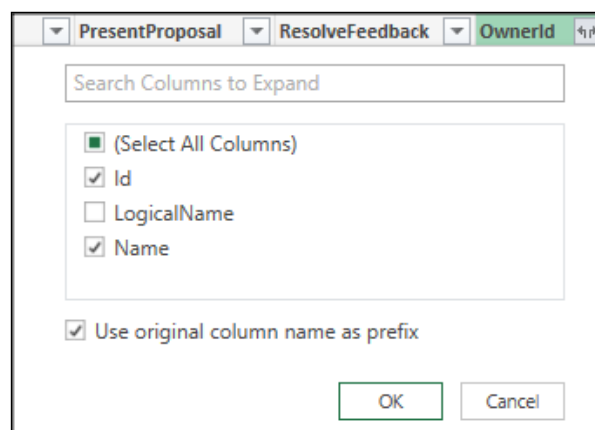 PresentProposal ResolveFeedback OwnerId
Search Columns to Expand
(Select All Columns)
Id
LogicalName
Name
Use original column name as prefix
OK Cancel